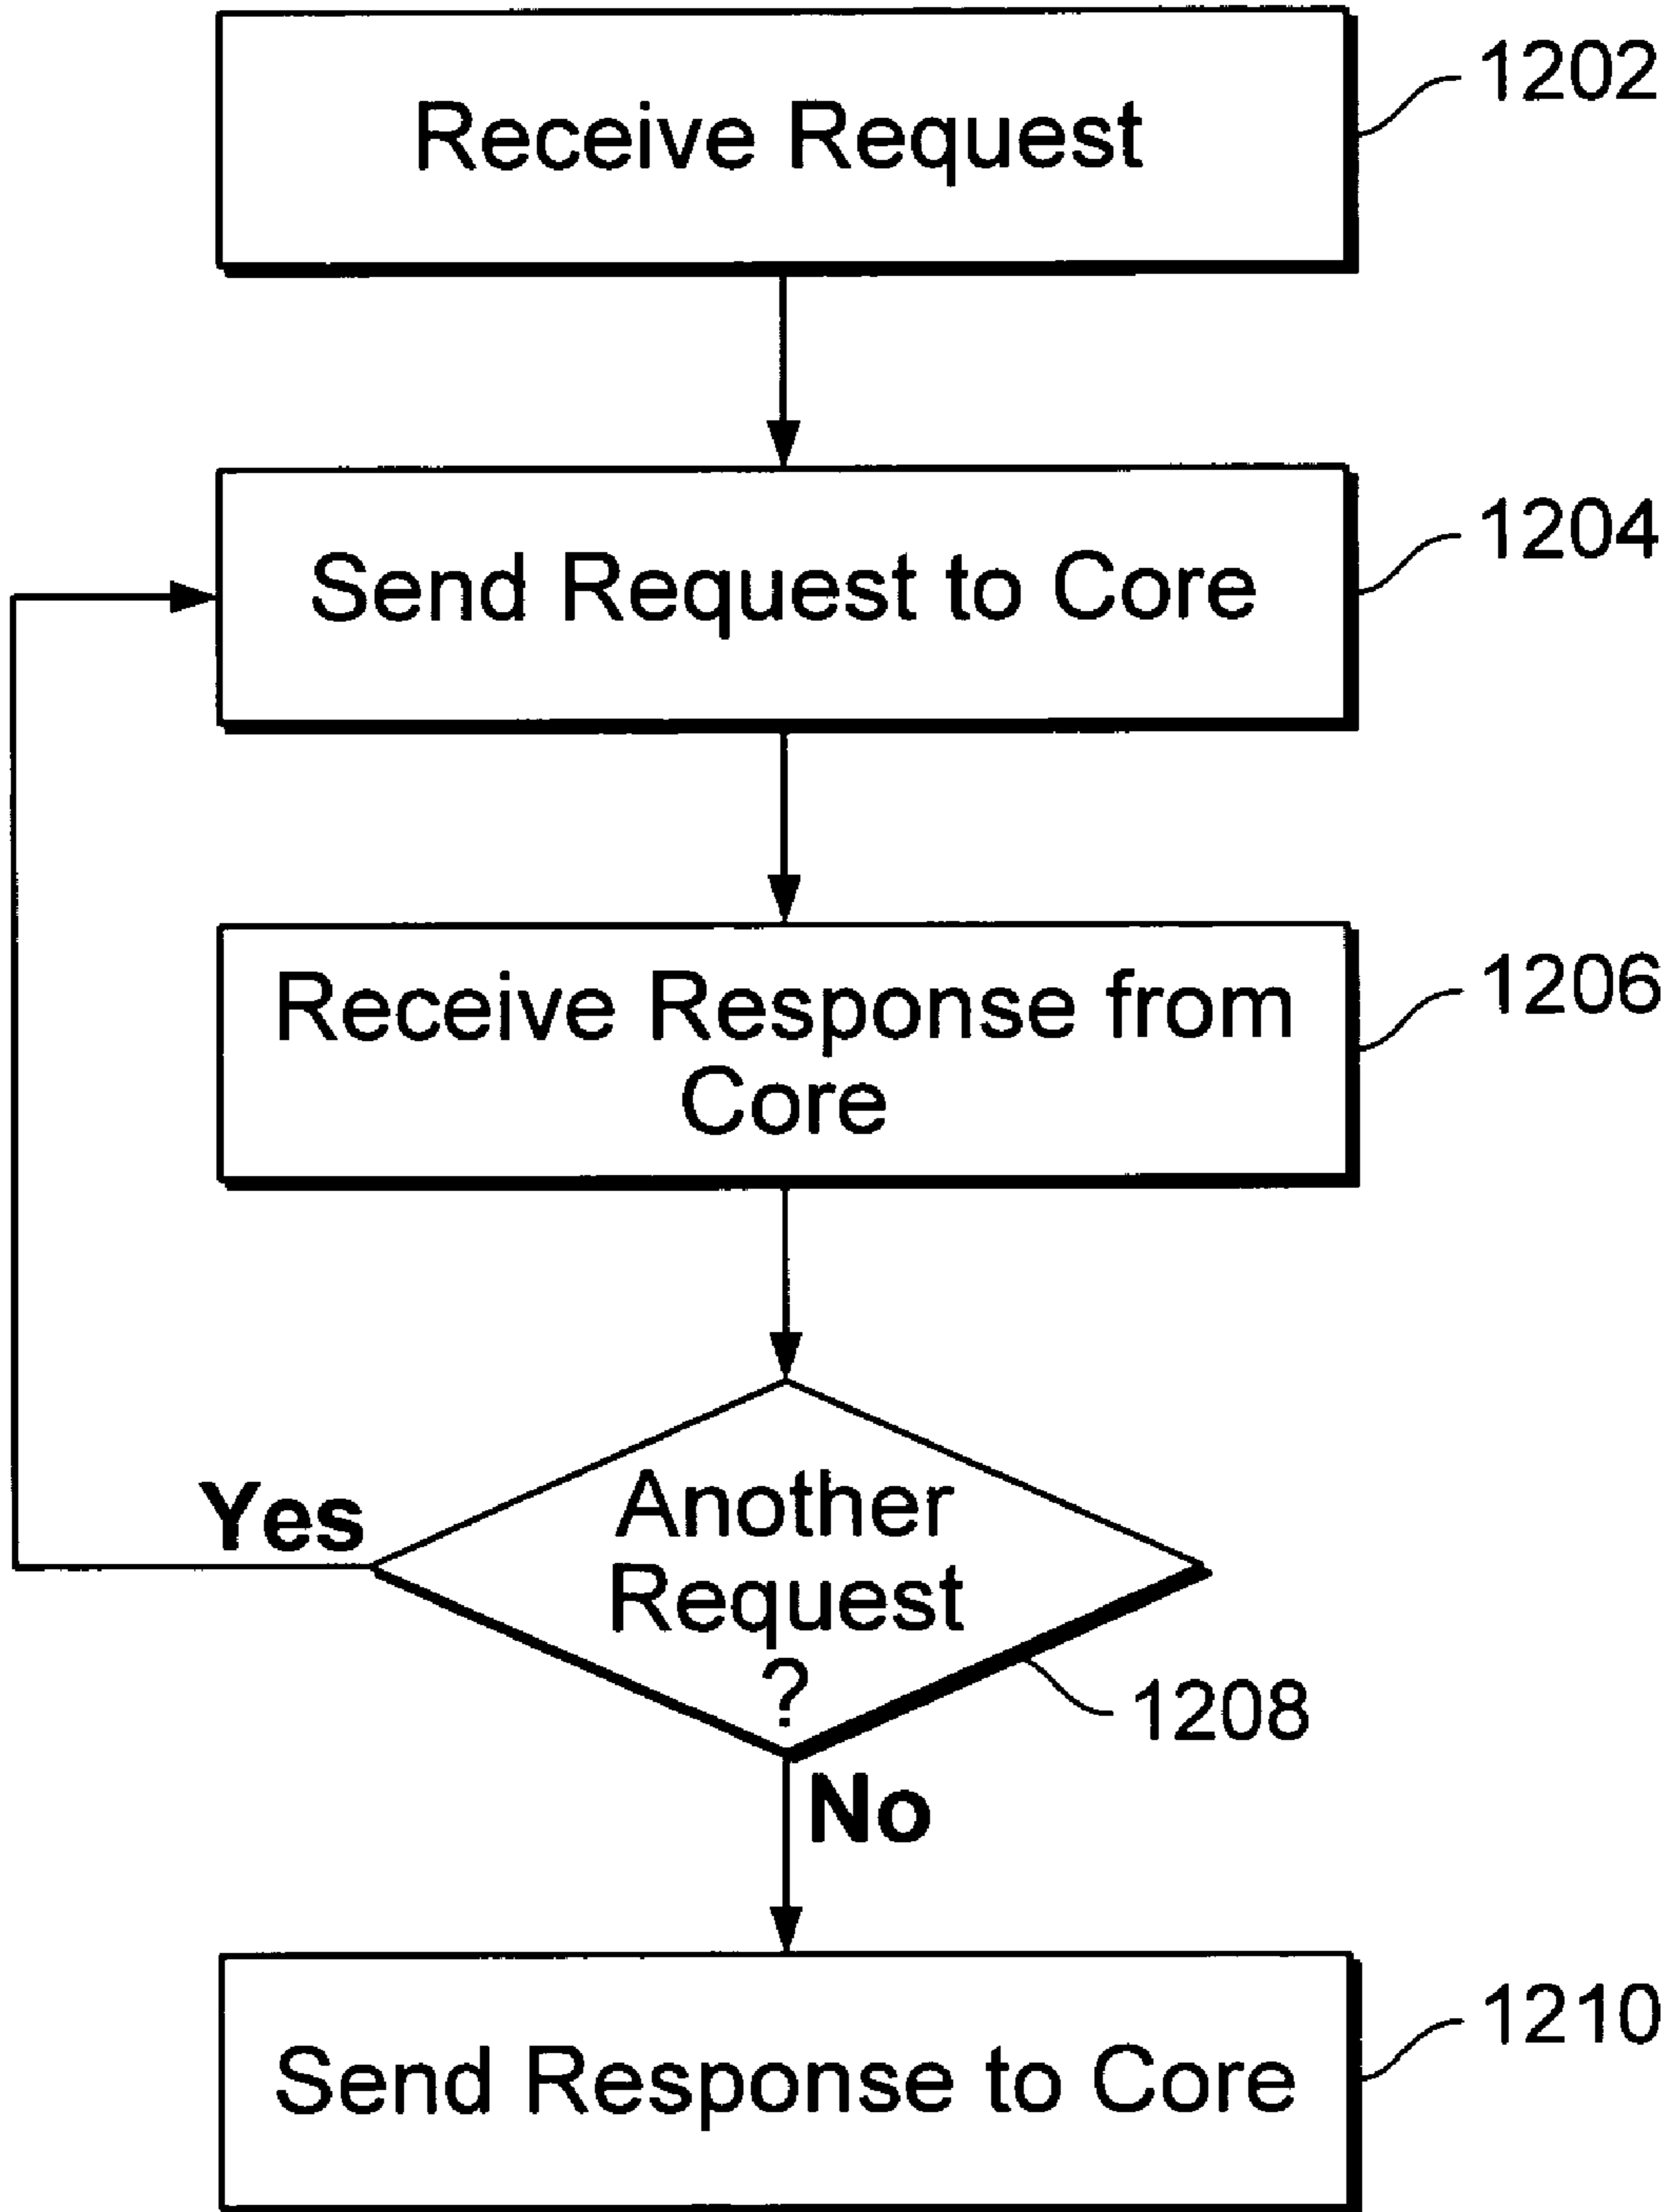 Receive Request
1202
Send Request to Core
1204
Receive Response from
Core
1206
Another
Request
?
Yes
1208
No
Send Response to Core
1210